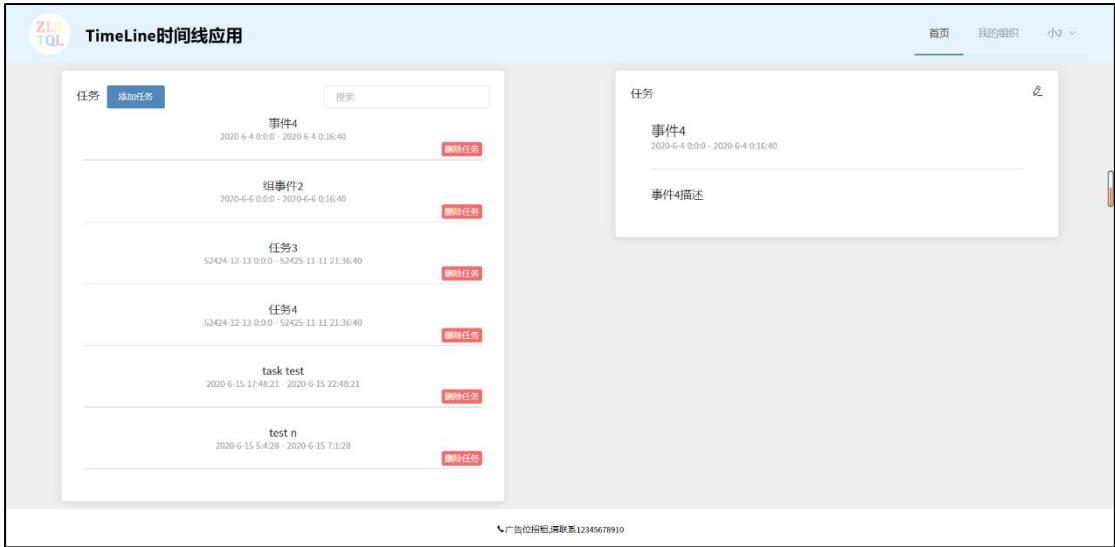 ZLS
TQL
TimeLine时间线应用
首页
我的组织
小2
任务
添加任务
搜索
事件4
2020-6-4 0:0:0 - 2020-6-4 0:16:40
删除任务
组事件2
2020-6-6 0:0:0 - 2020-6-6 0:16:40
删除任务
任务3
52424-12-13 0:0:0 - 52425-11-11 21:36:40
删除任务
任务4
52424-12-13 0:0:0 - 52425-11-11 21:36:40
删除任务
task test
2020-6-15 17:48:21 - 2020-6-15 22:48:21
删除任务
test n
2020-6-15 5:4:28 - 2020-6-15 7:1:28
删除任务
任务
事件4
2020-6-4 0:0:0 - 2020-6-4 0:16:40
事件4描述
广告位招租,请联系12345678910